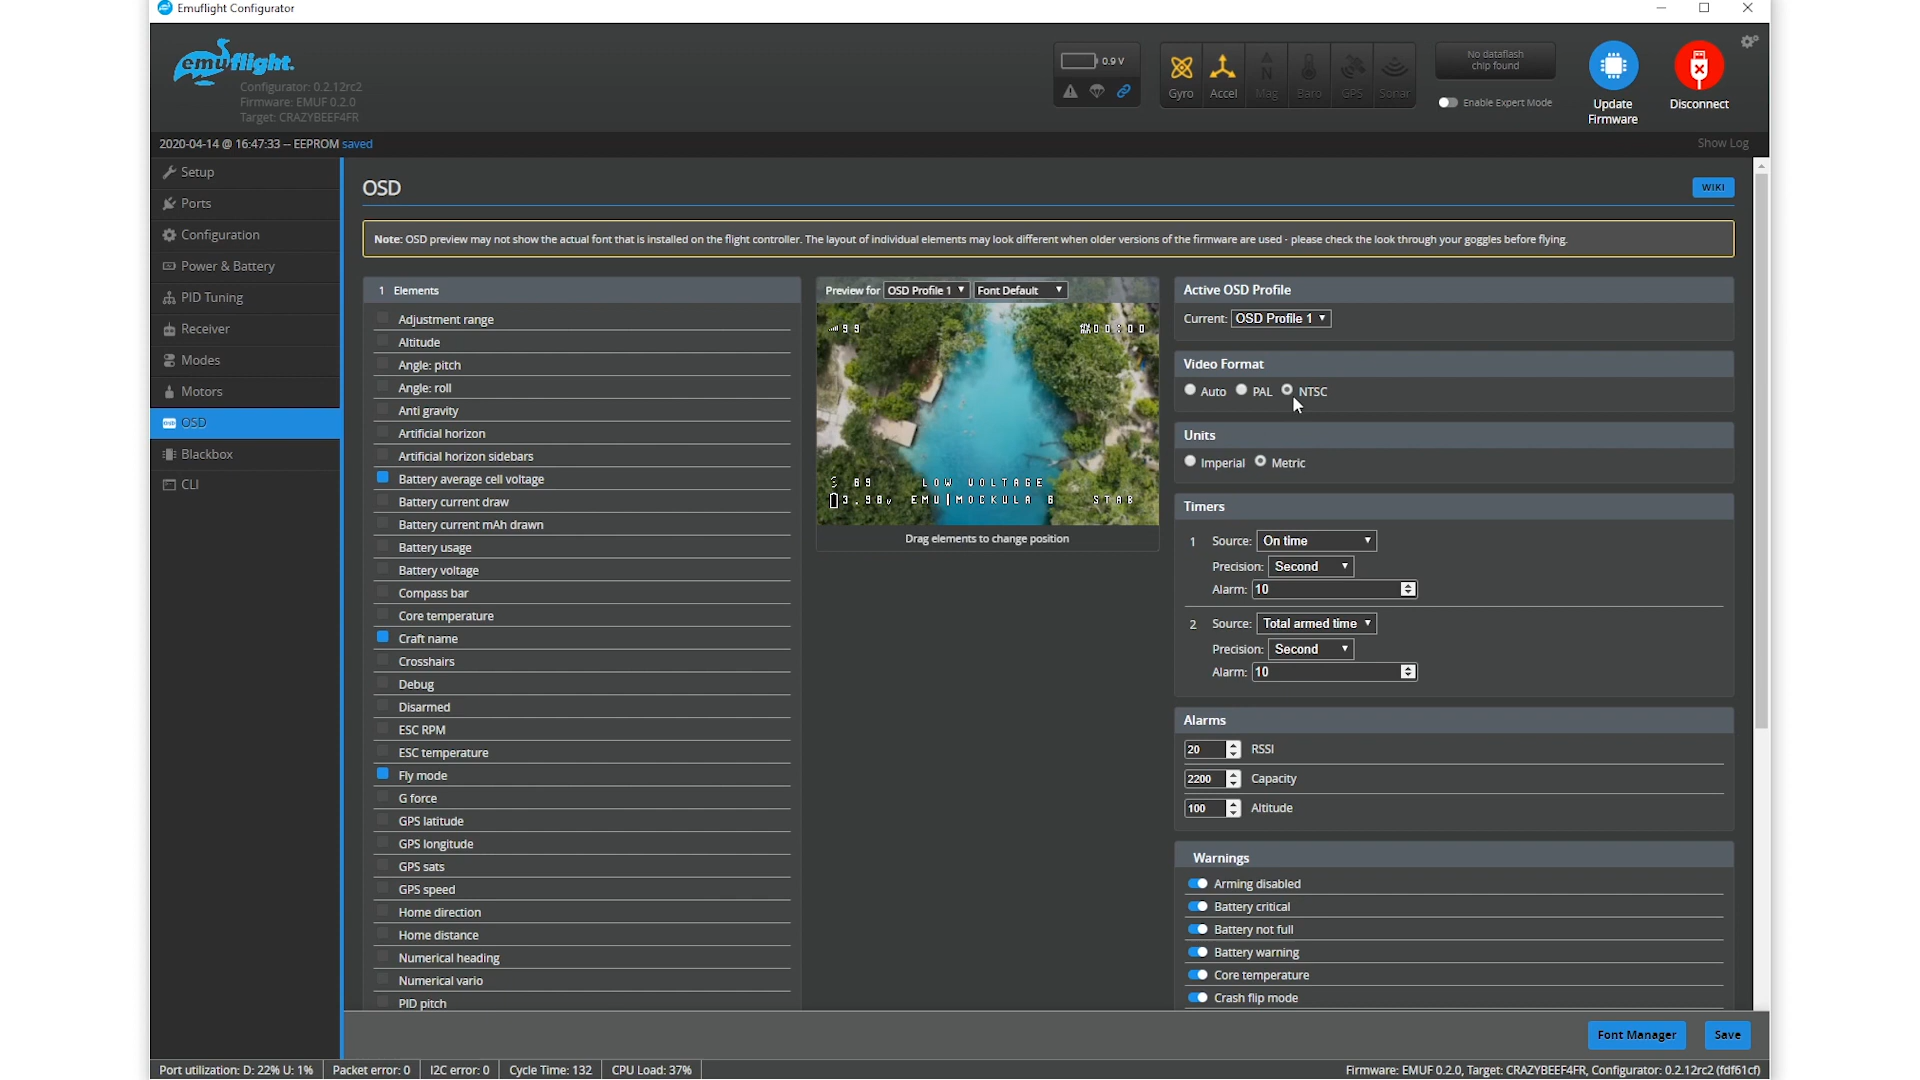 Emuflight Configurator
emuflight.
Configurator: 0.2.12rc2
Firmware: EMUF 0.2.0
Target: CRAZYBEEF4FR
0.9 V
Gyro
Accel
Mag
Baro
GPS
Sonar
No dataflash
chip found
Enable Expert Mode
Update
Firmware
Disconnect
2020-04-14 @ 16:47:33 -- EEPROM saved
Show Log
Setup
Ports
Configuration
Power & Battery
PID Tuning
Receiver
Modes
Motors
OSD
Blackbox
CLI
OSD
WIKI
Note: OSD preview may not show the actual font that is installed on the flight controller. The layout of individual elements may look different when older versions of the firmware are used - please check the look through your goggles before flying.
1 Elements
Adjustment range
Altitude
Angle: pitch
Angle: roll
Anti gravity
Artificial horizon
Artificial horizon sidebars
Battery average cell voltage
Battery current draw
Battery current mAh drawn
Battery usage
Battery voltage
Compass bar
Core temperature
Craft name
Crosshairs
Debug
Disarmed
ESC RPM
ESC temperature
Fly mode
G force
GPS latitude
GPS longitude
GPS sats
GPS speed
Home direction
Home distance
Numerical heading
Numerical vario
PID pitch
Preview for OSD Profile 1 Font Default
99
00:00
69 LOW VOLTAGE
3.98v EMU|MOCKULA 6 STAB
Drag elements to change position
Active OSD Profile
Current: OSD Profile 1
Video Format
Auto PAL NTSC
Units
Imperial Metric
Timers
1 Source: On time
Precision: Second
Alarm: 10
2 Source: Total armed time
Precision: Second
Alarm: 10
Alarms
20 RSSI
2200 Capacity
100 Altitude
Warnings
Arming disabled
Battery critical
Battery not full
Battery warning
Core temperature
Crash flip mode
Font Manager
Save
Port utilization: D: 22% U: 1%
Packet error: 0
I2C error: 0
Cycle Time: 132
CPU Load: 37%
Firmware: EMUF 0.2.0, Target: CRAZYBEEF4FR, Configurator: 0.2.12rc2 (fdf61cf)